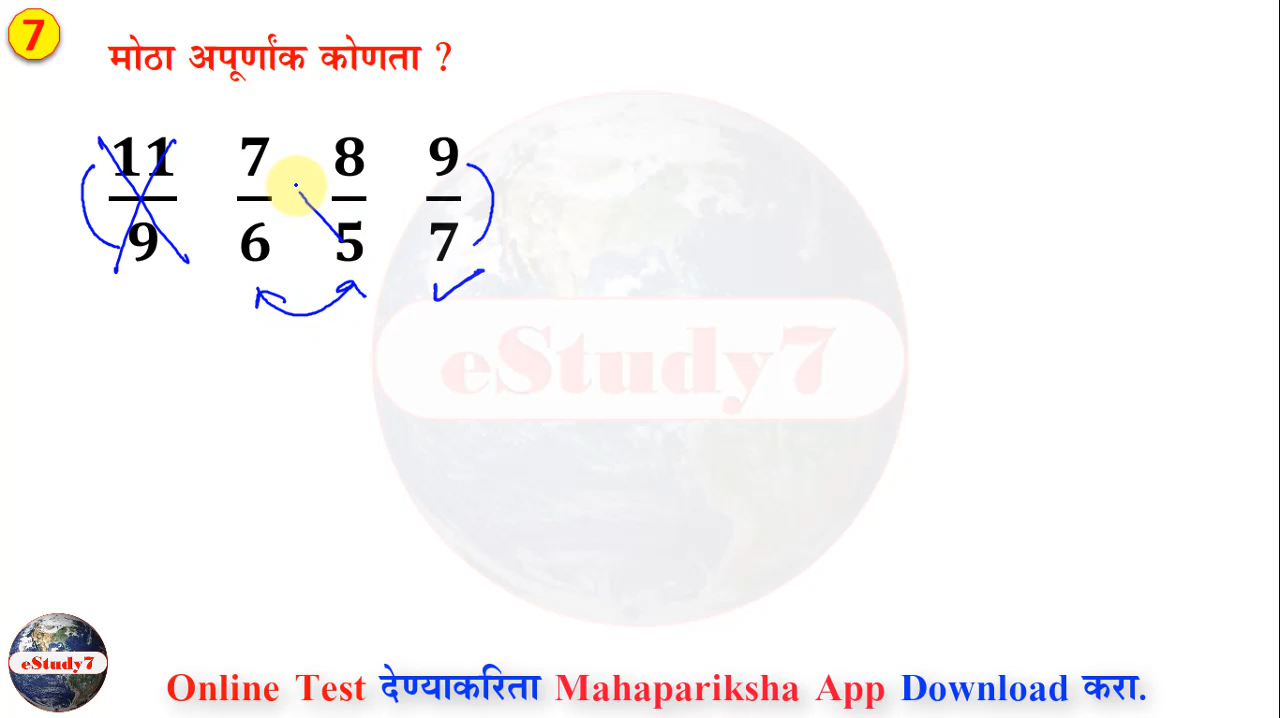 7
मोठा अपूर्णांक कोणता ?
11 7 8 9
9 6 5 7
eStudy7
eStudy7
Online Test देण्याकरिता Mahapariksha App Download करा.